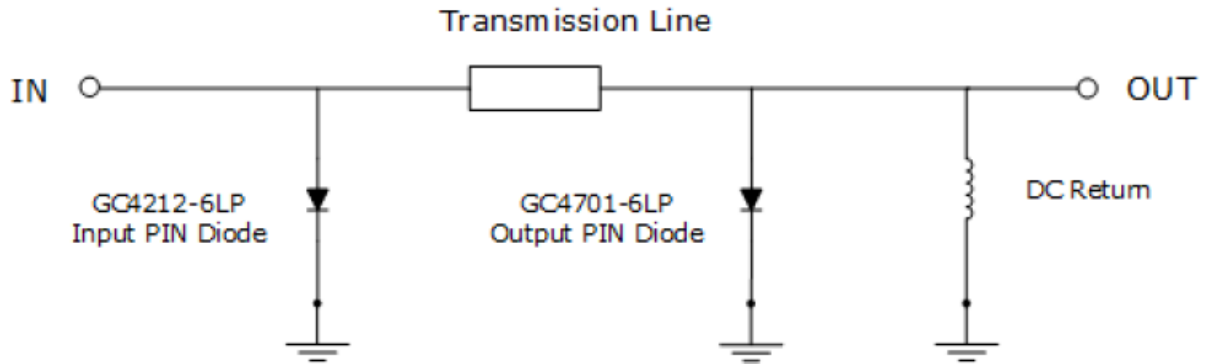 Transmission Line
IN
OUT
GC4212-6LP
Input PIN Diode
GC4701-6LP
Output PIN Diode
DC Return